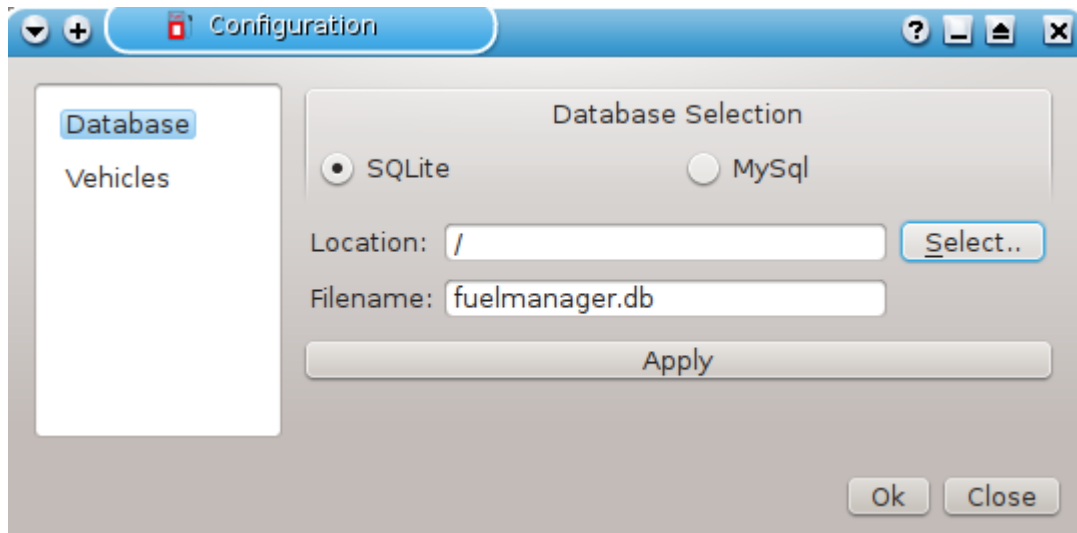 Configuration
Database
Vehicles
Database Selection
SQLite MySql
Location: / Select..
Filename: fuelmanager.db
Apply
Ok Close